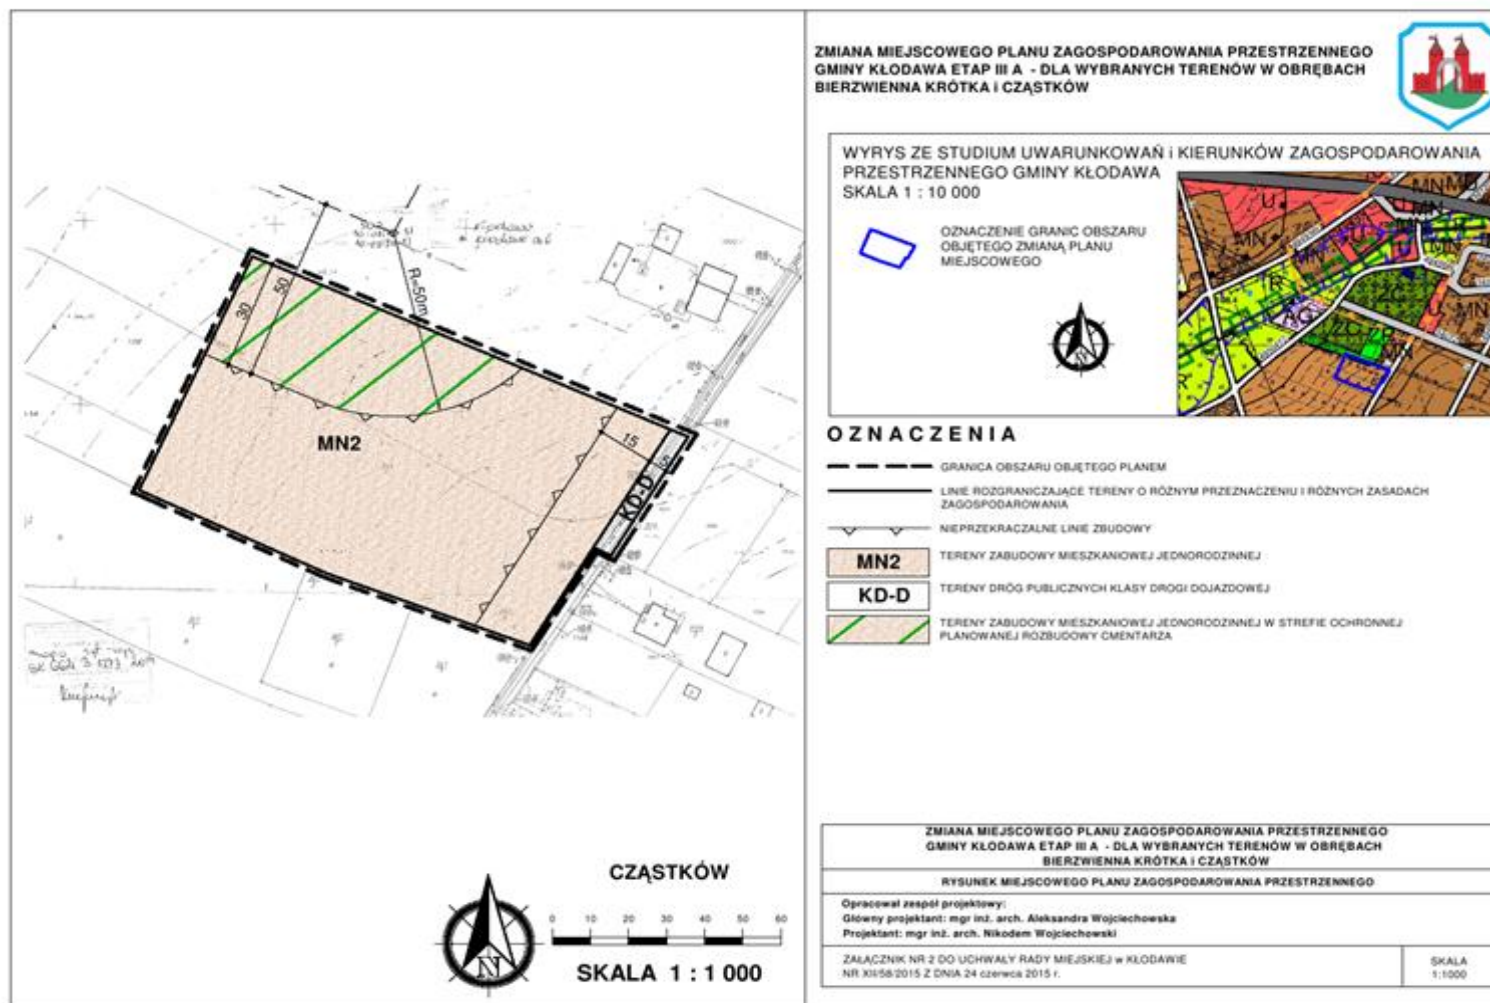 ZMIANA MIEJSCOWEGO PLANU ZAGOSPODAROWANIA PRZESTRZENNEGO
GMINY KŁODAWA ETAP III A - DLA WYBRANYCH TERENÓW W OBRĘBACH
BIERZWIENNA KRÓTKA i CZĄSTKÓW
WYRYS ZE STUDIUM UWARUNKOWAŃ i KIERUNKÓW ZAGOSPODAROWANIA
PRZESTRZENNEGO GMINY KŁODAWA
SKALA 1 : 10 000
OZNACZENIE GRANIC OBSZARU
OBJĘTEGO ZMIANĄ PLANU
MIEJSCOWEGO
N
MN
U
MN
R
ZC
ZC
U
MN
MN
R
O Z N A C Z E N I A
GRANICA OBSZARU OBJĘTEGO PLANEM
LINIE ROZGRANICZAJĄCE TERENY O RÓŻNYM PRZEZNACZENIU I RÓŻNYCH ZASADACH
ZAGOSPODAROWANIA
NIEPRZEKRACZALNE LINIE ZBUDOWY
MN2 TERENY ZABUDOWY MIESZKANIOWEJ JEDNORODZINNEJ
KD-D TERENY DRÓG PUBLICZNYCH KLASY DROGI DOJAZDOWEJ
TERENY ZABUDOWY MIESZKANIOWEJ JEDNORODZINNEJ W STREFIE OCHRONNEJ
PLANOWANEJ ROZBUDOWY CMENTARZA
R=50m
50
30
MN2
15
5
KD-D
CZĄSTKÓW
N
0 10 20 30 40 50 60
SKALA 1 : 1 000
ZMIANA MIEJSCOWEGO PLANU ZAGOSPODAROWANIA PRZESTRZENNEGO
GMINY KŁODAWA ETAP III A - DLA WYBRANYCH TERENÓW W OBRĘBACH
BIERZWIENNA KRÓTKA i CZĄSTKÓW
RYSUNEK MIEJSCOWEGO PLANU ZAGOSPODAROWANIA PRZESTRZENNEGO
Opracował zespół projektowy:
Główny projektant: mgr inż. arch. Aleksandra Wojciechowska
Projektant: mgr inż. arch. Nikodem Wojciechowski
ZAŁĄCZNIK NR 2 DO UCHWAŁY RADY MIEJSKIEJ w KŁODAWIE
NR XII/58/2015 Z DNIA 24 czerwca 2015 r.
SKALA
1:1000